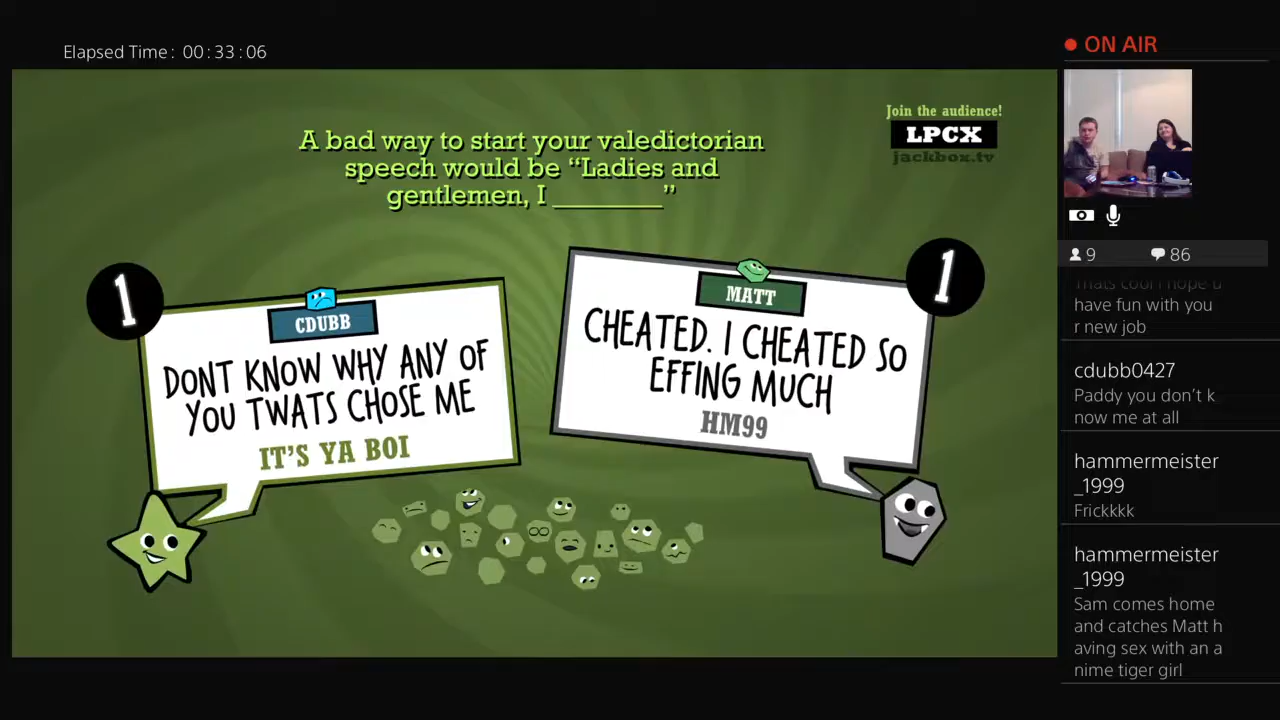 Elapsed Time: 00:33:06
ON AIR
Join the audience!
LPCX
jackbox.tv
A bad way to start your valedictorian
speech would be “Ladies and
gentlemen, I ________”
1
CDUBB
DONT KNOW WHY ANY OF
YOU TWATS CHOSE ME
IT'S YA BOI
1
MATT
CHEATED. I CHEATED SO
EFFING MUCH
HM99
9
86
Thats cool I hope u
have fun with you
r new job
cdubb0427
Paddy you don't k
now me at all
hammermeister
_1999
Frickkkk
hammermeister
_1999
Sam comes home
and catches Matt h
aving sex with an a
nime tiger girl